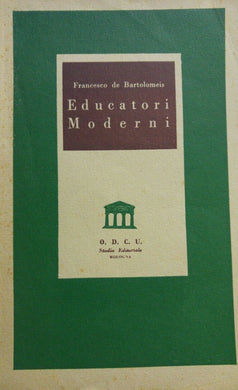 Francesco de Bartolomeis
Educatori
Moderni
O. D. C. U.
Studio Editoriale